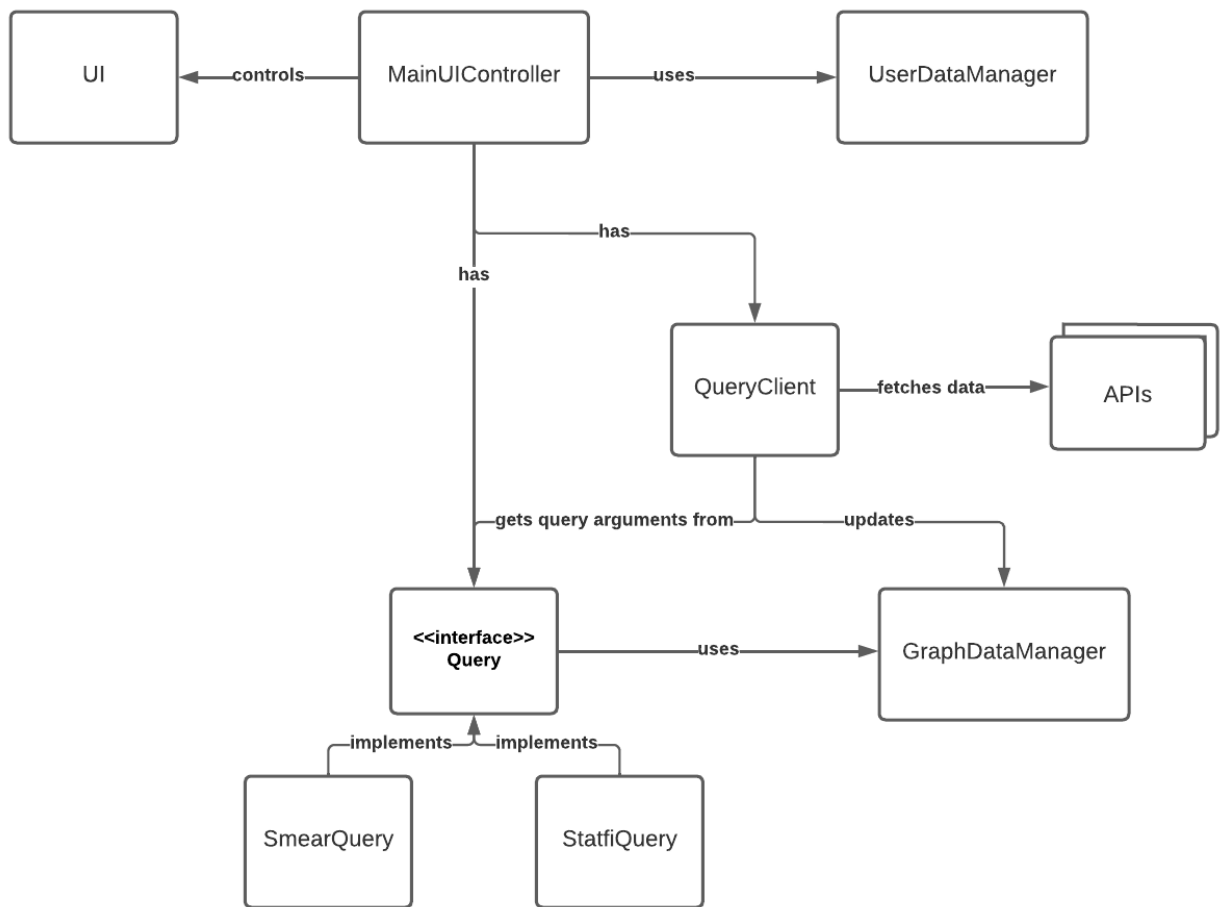 UI
controls
MainUIController
uses
UserDataManager
has
has
QueryClient
fetches data
APIs
gets query arguments from
updates
<<interface>>
Query
uses
GraphDataManager
implements
implements
SmearQuery
StatfiQuery